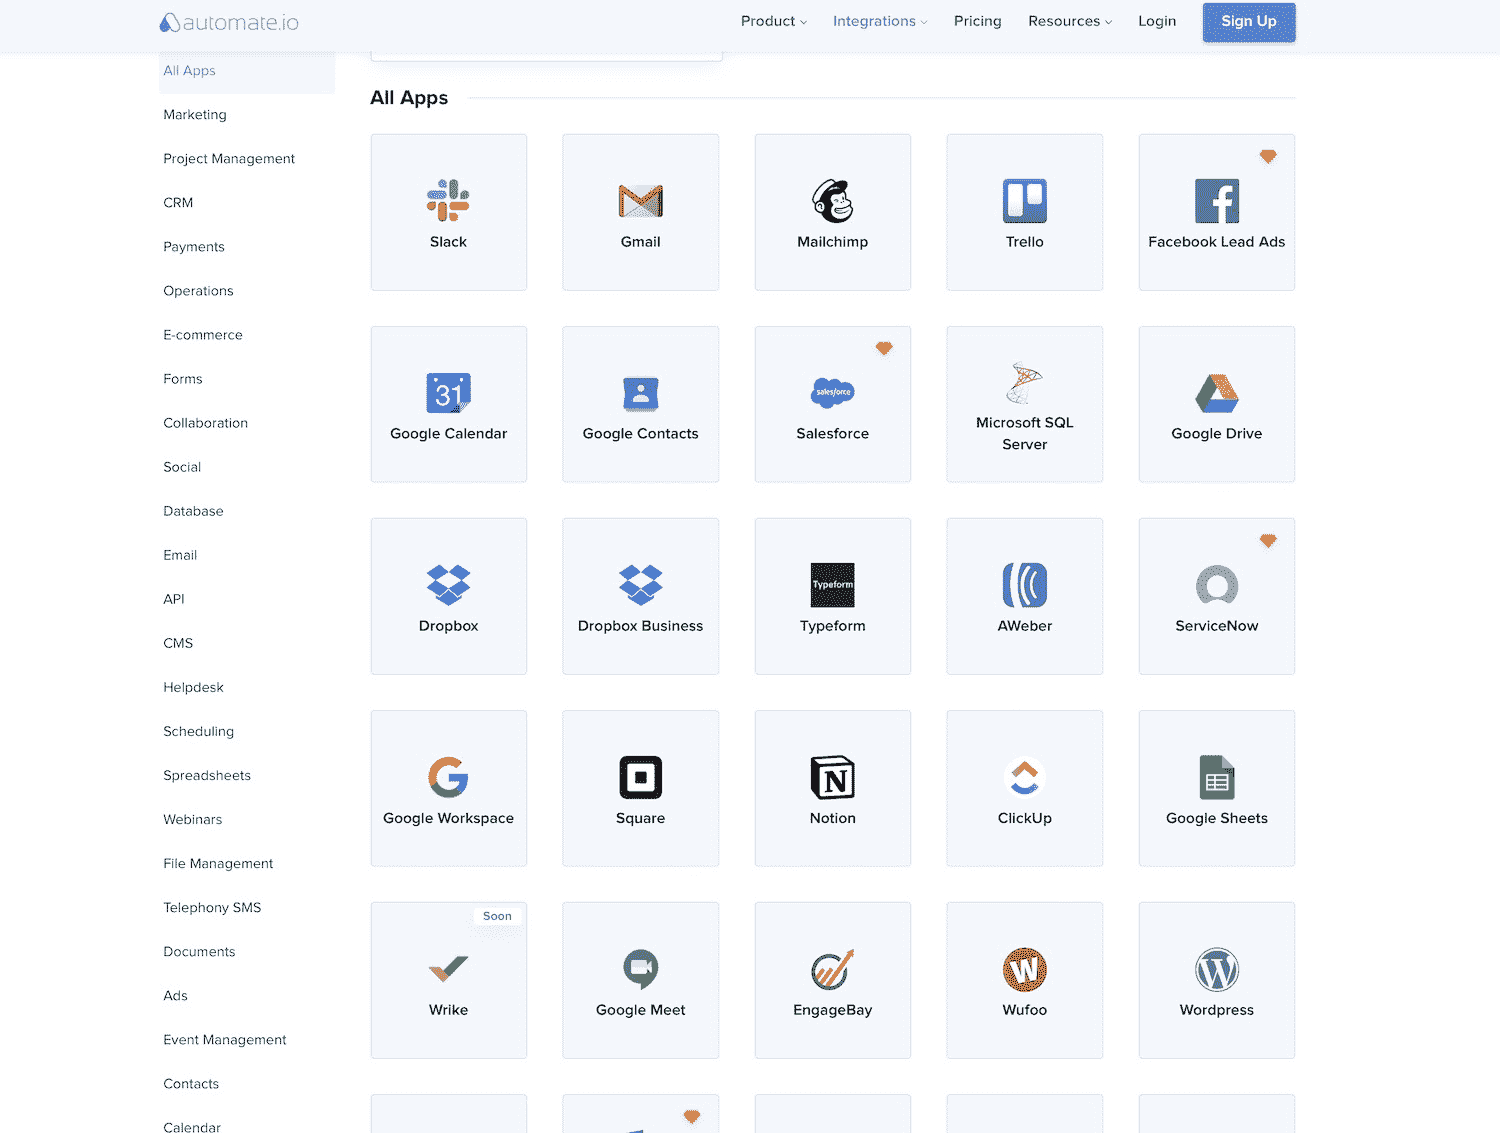 automate.io
Product
Integrations
Pricing
Resources
Login
Sign Up
All Apps
Marketing
Project Management
CRM
Payments
Operations
E-commerce
Forms
Collaboration
Social
Database
Email
API
CMS
Helpdesk
Scheduling
Spreadsheets
Webinars
File Management
Telephony SMS
Documents
Ads
Event Management
Contacts
Calendar
All Apps
Slack
Gmail
Mailchimp
Trello
Facebook Lead Ads
31
Google Calendar
Google Contacts
salesforce
Salesforce
Microsoft SQL
Server
Google Drive
Dropbox
Dropbox Business
Typeform
Typeform
AWeber
ServiceNow
Google Workspace
Square
Notion
ClickUp
Google Sheets
Soon
Wrike
Google Meet
EngageBay
Wufoo
Wordpress